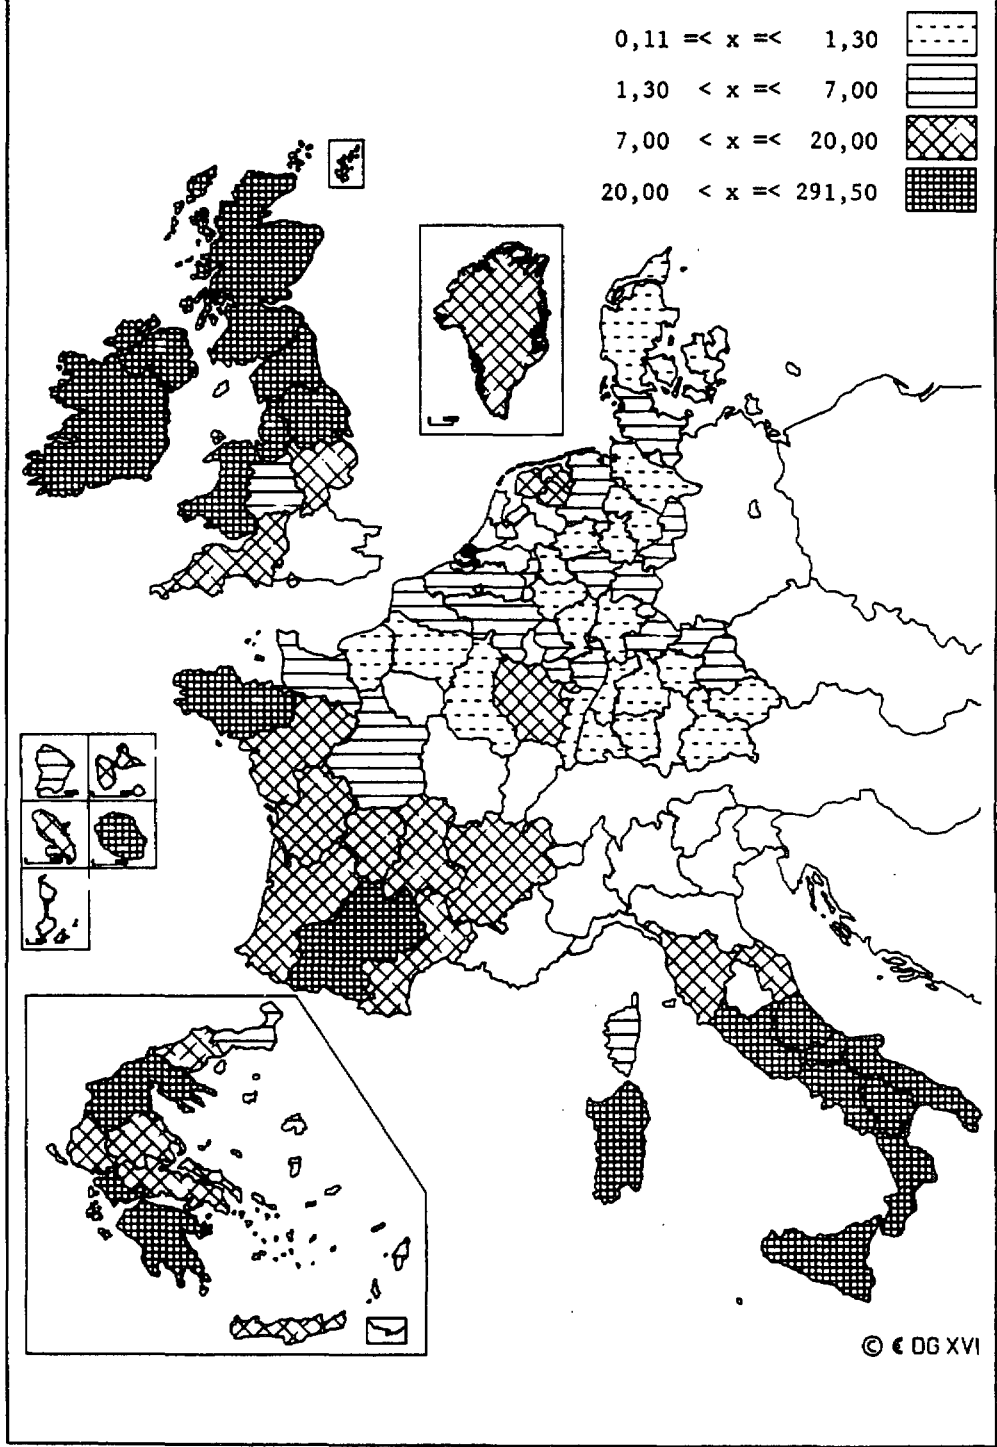 0,11 =< x =< 1,30
1,30 < x =< 7,00
7,00 < x =< 20,00
20,00 < x =< 291,50
© € DG XVI